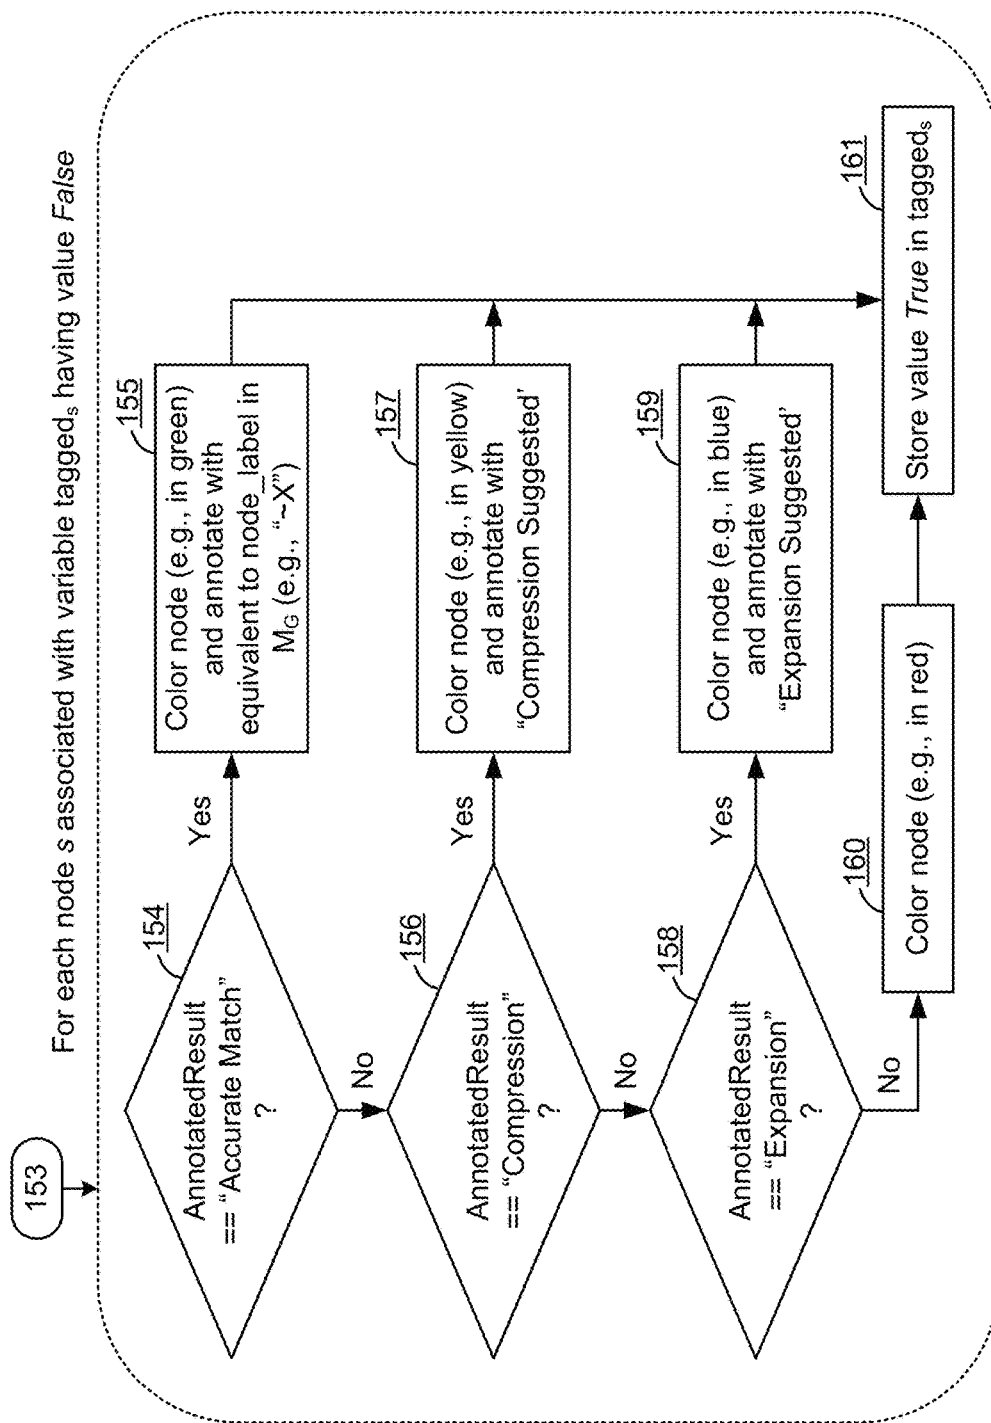 153
For each node s associated with variable taggedₛ having value False
154
AnnotatedResult
== “Accurate Match”
?
Yes
155
Color node (e.g., in green)
and annotate with
equivalent to node_label in
M_G (e.g., “~X”)
No
156
AnnotatedResult
== “Compression”
?
Yes
157
Color node (e.g., in yellow)
and annotate with
“Compression Suggested’
No
158
AnnotatedResult
== “Expansion”
?
Yes
159
Color node (e.g., in blue)
and annotate with
“Expansion Suggested’
No
160
Color node (e.g., in red)
161
Store value True in taggedₛ